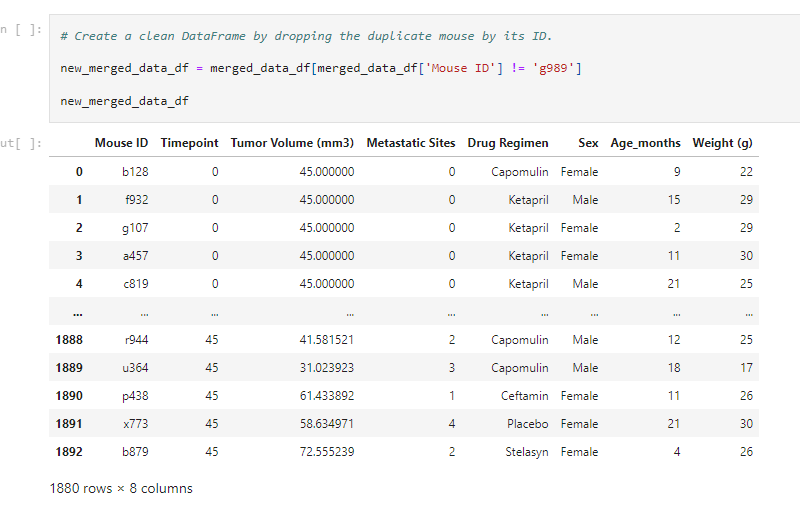 n [ ]:
# Create a clean DataFrame by dropping the duplicate mouse by its ID.
new_merged_data_df = merged_data_df[merged_data_df['Mouse ID'] != 'g989']
new_merged_data_df
ut[ ]:
Mouse ID Timepoint Tumor Volume (mm3) Metastatic Sites Drug Regimen Sex Age_months Weight (g)
0 b128 0 45.000000 0 Capomulin Female 9 22
1 f932 0 45.000000 0 Ketapril Male 15 29
2 g107 0 45.000000 0 Ketapril Female 2 29
3 a457 0 45.000000 0 Ketapril Female 11 30
4 c819 0 45.000000 0 Ketapril Male 21 25
... ... ... ... ... ... ... ... ...
1888 r944 45 41.581521 2 Capomulin Male 12 25
1889 u364 45 31.023923 3 Capomulin Male 18 17
1890 p438 45 61.433892 1 Ceftamin Female 11 26
1891 x773 45 58.634971 4 Placebo Female 21 30
1892 b879 45 72.555239 2 Stelasyn Female 4 26
1880 rows × 8 columns